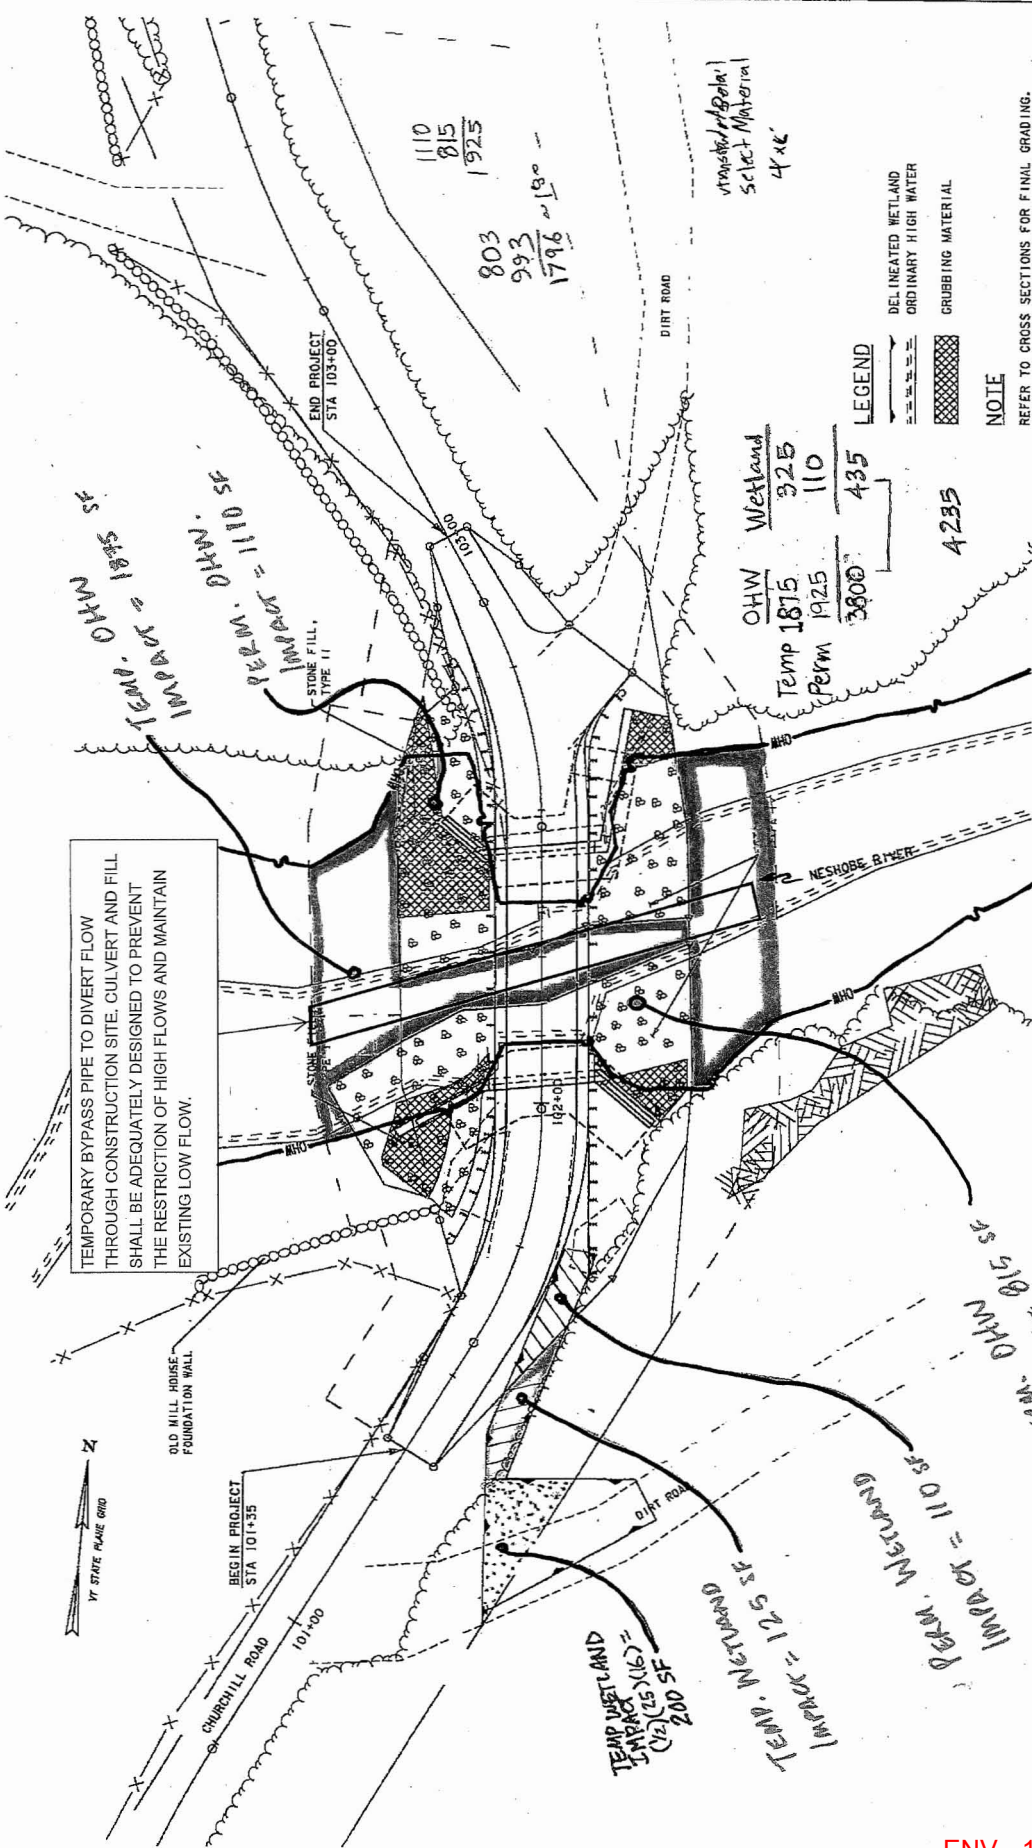 TEMPORARY BYPASS PIPE TO DIVERT FLOW
THROUGH CONSTRUCTION SITE. CULVERT AND FILL
SHALL BE ADEQUATELY DESIGNED TO PREVENT
THE RESTRICTION OF HIGH FLOWS AND MAINTAIN
EXISTING LOW FLOW.
TEMP. OHW
IMPACT = 1875 SF
PERM. OHW.
IMPACT = 1110 SF
STONE FILL,
TYPE II
STONE
OLD MILL HOUSE
FOUNDATION WALL
N
VT STATE PLANE GRID
BEGIN PROJECT
STA 101+35
END PROJECT
STA 103+00
CHURCHILL ROAD
101+00
102+00
103+00
OHW
OHW
OHW
OHW
NESHOBE RIVER
DIRT ROAD
DIRT ROAD
1110
815
1925
803
993
1796 ~ 180
Select Material
TEMP WETLAND
IMPACT
(1/2)(25)(16)=
200 SF
TEMP. WETLAND
IMPACT = 125 SF
PERM. WETLAND
IMPACT = 110 SF
OHW
815 SF
OHW Wetland
Temp 1875 325
Perm 1925 110
3800 435
4235
LEGEND
DELINEATED WETLAND
ORDINARY HIGH WATER
GRUBBING MATERIAL
NOTE
REFER TO CROSS SECTIONS FOR FINAL GRADING.
ENV - 1